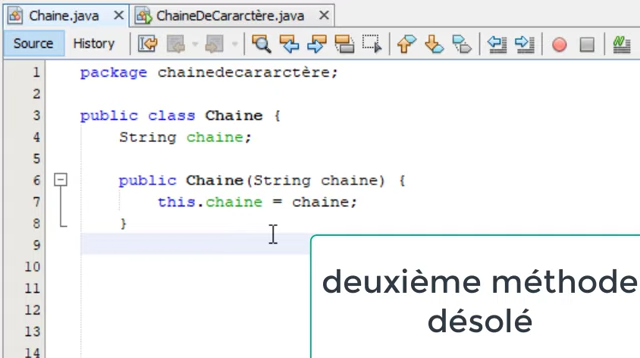 Chaine.java ChaineDeCararctère.java
Source History
1 package chainedecararctère;
2
3 public class Chaine {
4 String chaine;
5
6 public Chaine(String chaine) {
7 this.chaine = chaine;
8 }
9
10
11
12
13
14
deuxième méthode
désolé